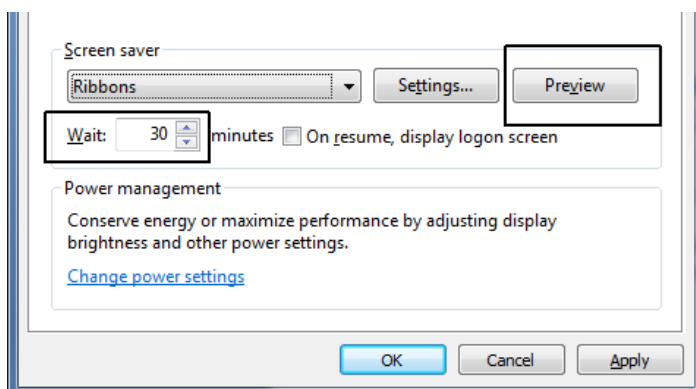 Screen saver
Ribbons Settings... Preview
Wait: 30 minutes On resume, display logon screen
Power management
Conserve energy or maximize performance by adjusting display
brightness and other power settings.
Change power settings
OK Cancel Apply